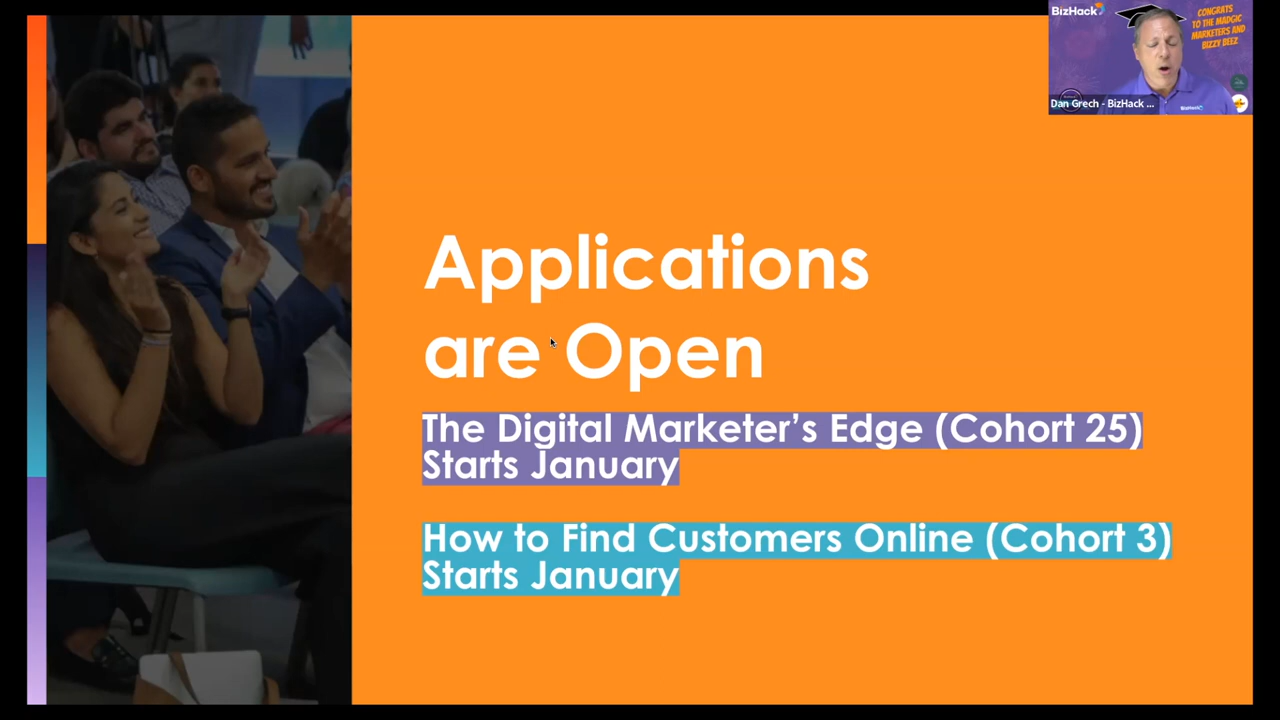 BizHack
CONGRATS
TO THE MADGIC
MARKETERS AND
BIZZY BEEZ
Dan Grech - BizHack ...
BizHack
Applications
are Open
The Digital Marketer's Edge (Cohort 25)
Starts January
How to Find Customers Online (Cohort 3)
Starts January